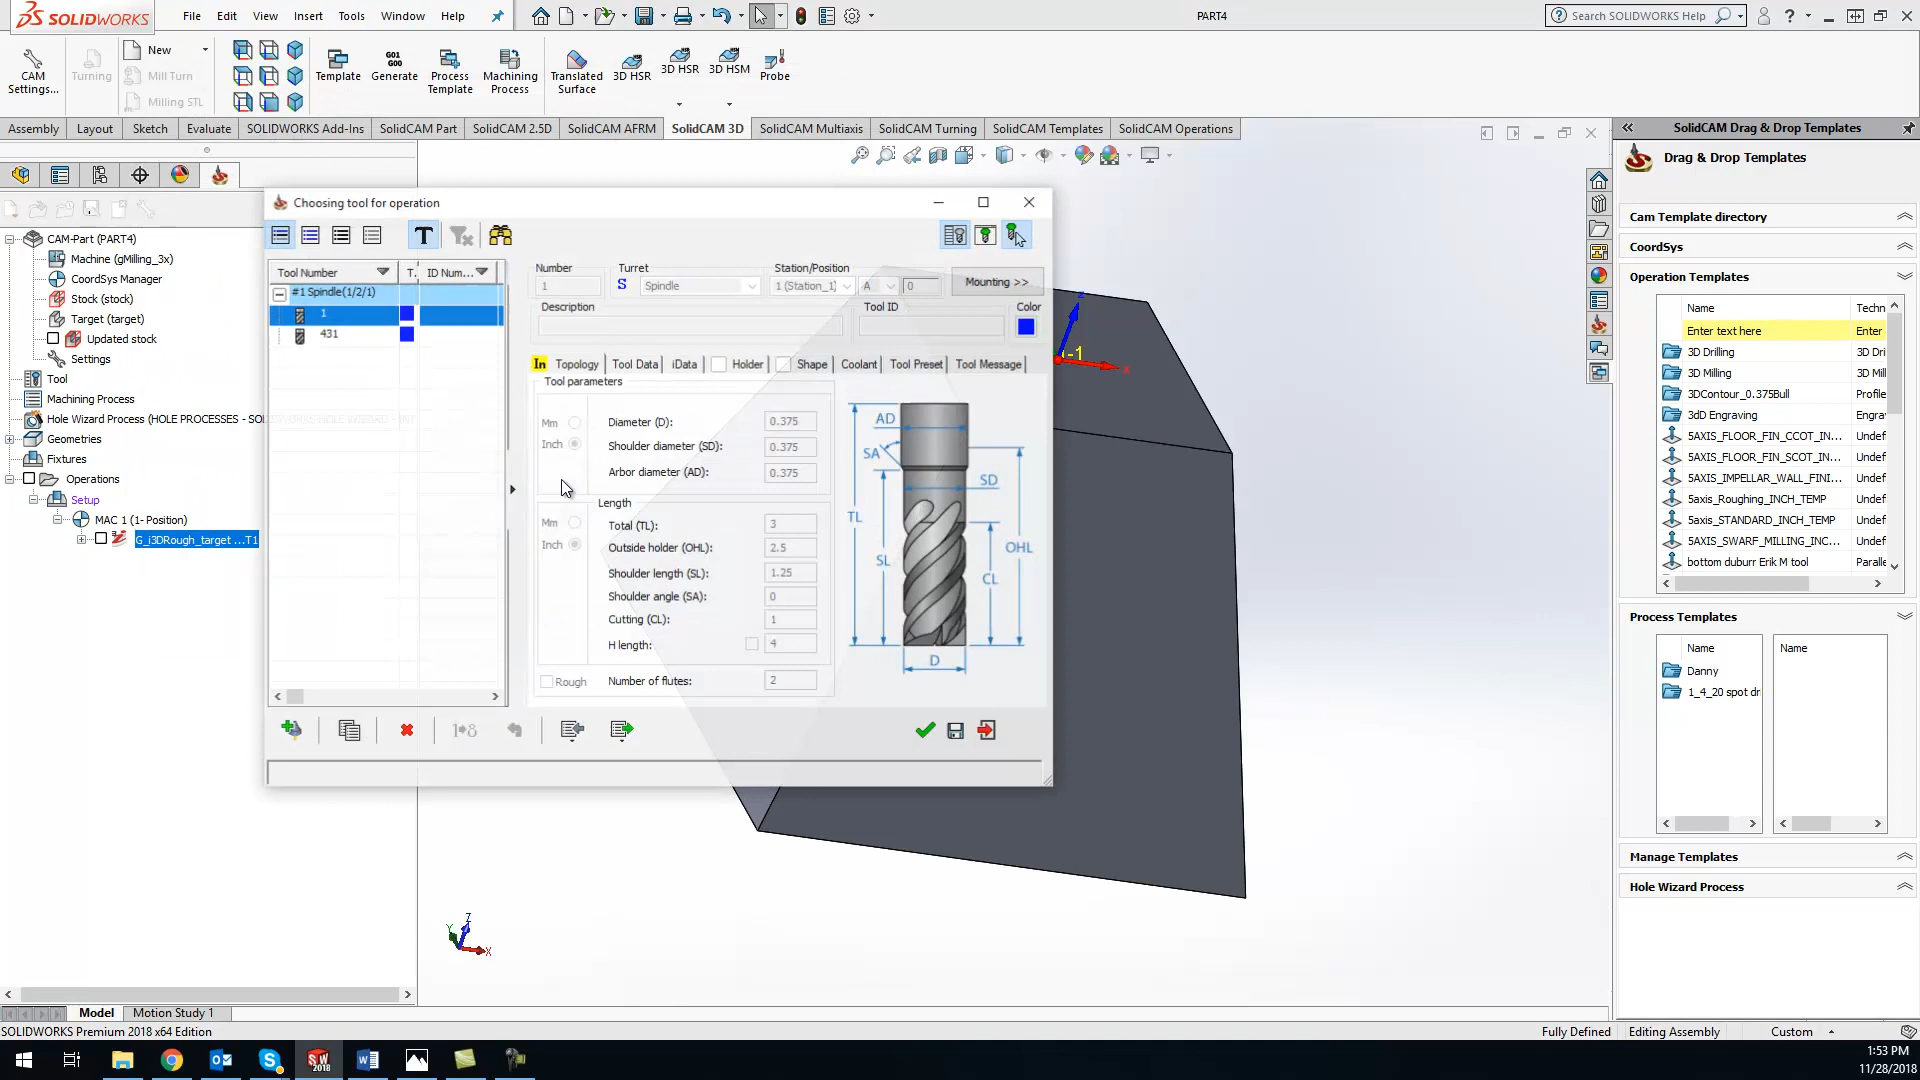 SOLIDWORKS
File Edit View Insert Tools Window Help
PART4
Search SOLIDWORKS Help
CAM Settings...
Turning
New
Mill Turn
Milling STL
Template
G01 G00
Generate
Process Template
Machining Process
Translated Surface
3D HSR
3D HSR
3D HSM
Probe
Assembly Layout Sketch Evaluate SOLIDWORKS Add-Ins SolidCAM Part SolidCAM 2.5D SolidCAM AFRM SolidCAM 3D SolidCAM Multiaxis SolidCAM Turning SolidCAM Templates SolidCAM Operations
CAM-Part (PART4)
Machine (gMilling_3x)
CoordSys Manager
Stock (stock)
Target (target)
Updated stock
Settings
Tool
Machining Process
Hole Wizard Process (HOLE PROCESSES - SO
Geometries
Fixtures
Operations
Setup
MAC 1 (1- Position)
G_i3DRough_target ...T1
Choosing tool for operation
T
Tool Number T. ID Num...
#1 Spindle(1/2/1)
1
431
Number Turret Station/Position
1 S Spindle 1 (Station_1) A 0 Mounting >>
Description Tool ID Color
In Topology Tool Data iData Holder Shape Coolant Tool Preset Tool Message
Tool parameters
Mm Diameter (D): 0.375
Inch Shoulder diameter (SD): 0.375
Arbor diameter (AD): 0.375
Length
Mm Total (TL): 3
Inch Outside holder (OHL): 2.5
Shoulder length (SL): 1.25
Shoulder angle (SA): 0
Cutting (CL): 1
H length: 4
Rough Number of flutes: 2
AD
SA
SD
TL
OHL
SL
CL
D
Z
-1
X
Z
Y
X
SolidCAM Drag & Drop Templates
Drag & Drop Templates
Cam Template directory
CoordSys
Operation Templates
Name Techn
Enter text here Enter
3D Drilling 3D Dri
3D Milling 3D Mil
3DContour_0.375Bull Profile
3dD Engraving Engra
5AXIS_FLOOR_FIN_CCOT_IN... Undef
5AXIS_FLOOR_FIN_SCOT_IN... Undef
5AXIS_IMPELLAR_WALL_FINI... Undef
5axis_Roughing_INCH_TEMP Undef
5axis_STANDARD_INCH_TEMP Undef
5AXIS_SWARF_MILLING_INC... Undef
bottom duburr Erik M tool Paralle
Process Templates
Name Name
Danny
1_4_20 spot dr
Manage Templates
Hole Wizard Process
Model Motion Study 1
SOLIDWORKS Premium 2018 x64 Edition
Fully Defined Editing Assembly Custom
1:53 PM
11/28/2018